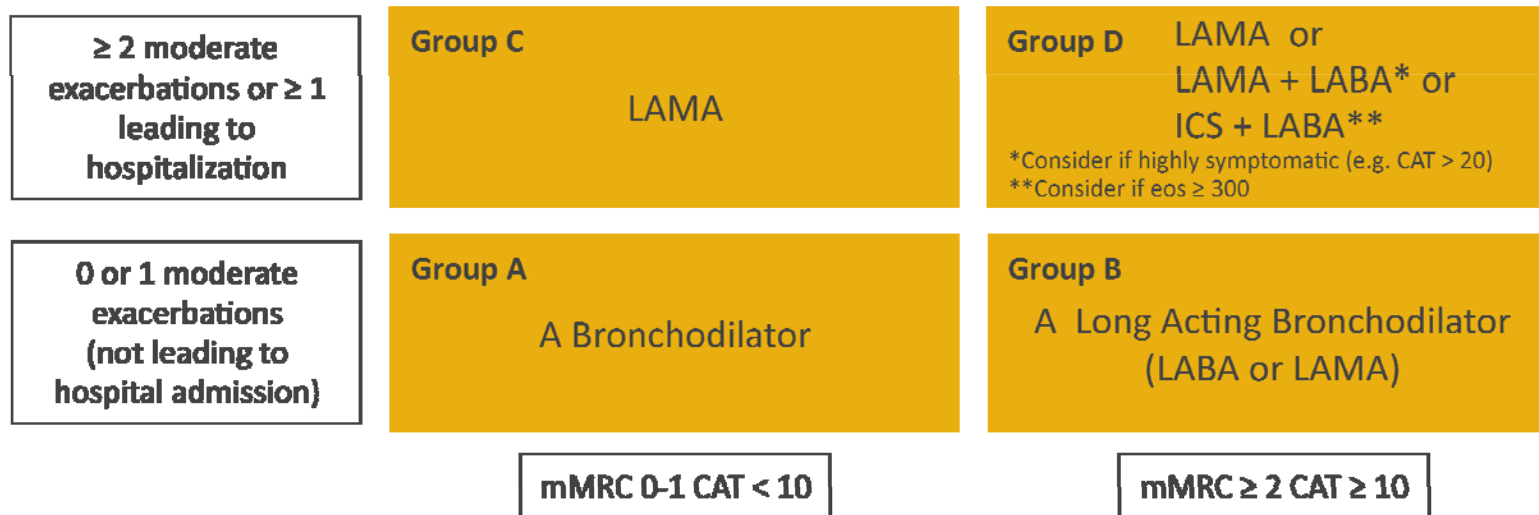 ≥ 2 moderate
exacerbations or ≥ 1
leading to
hospitalization
Group C
LAMA
Group D
LAMA or
LAMA + LABA* or
ICS + LABA**
*Consider if highly symptomatic (e.g. CAT > 20)
**Consider if eos ≥ 300
0 or 1 moderate
exacerbations
(not leading to
hospital admission)
Group A
A Bronchodilator
Group B
A Long Acting Bronchodilator
(LABA or LAMA)
mMRC 0-1 CAT < 10
mMRC ≥ 2 CAT ≥ 10